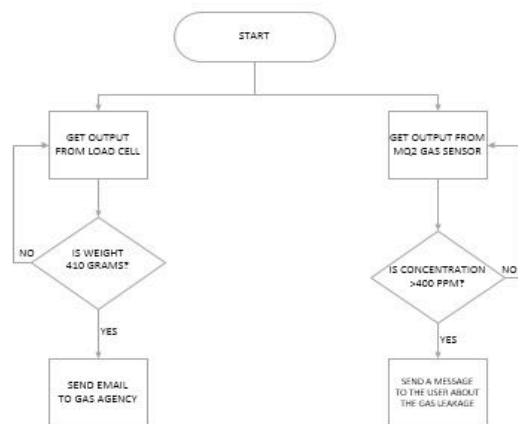 START
GET OUTPUT
FROM LOAD CELL
GET OUTPUT FROM
MQ2 GAS SENSOR
NO
IS WEIGHT
410 GRAMS?
IS CONCENTRATION
>400 PPM?
NO
YES
YES
SEND EMAIL
TO GAS AGENCY
SEND A MESSAGE
TO THE USER ABOUT
THE GAS LEAKAGE